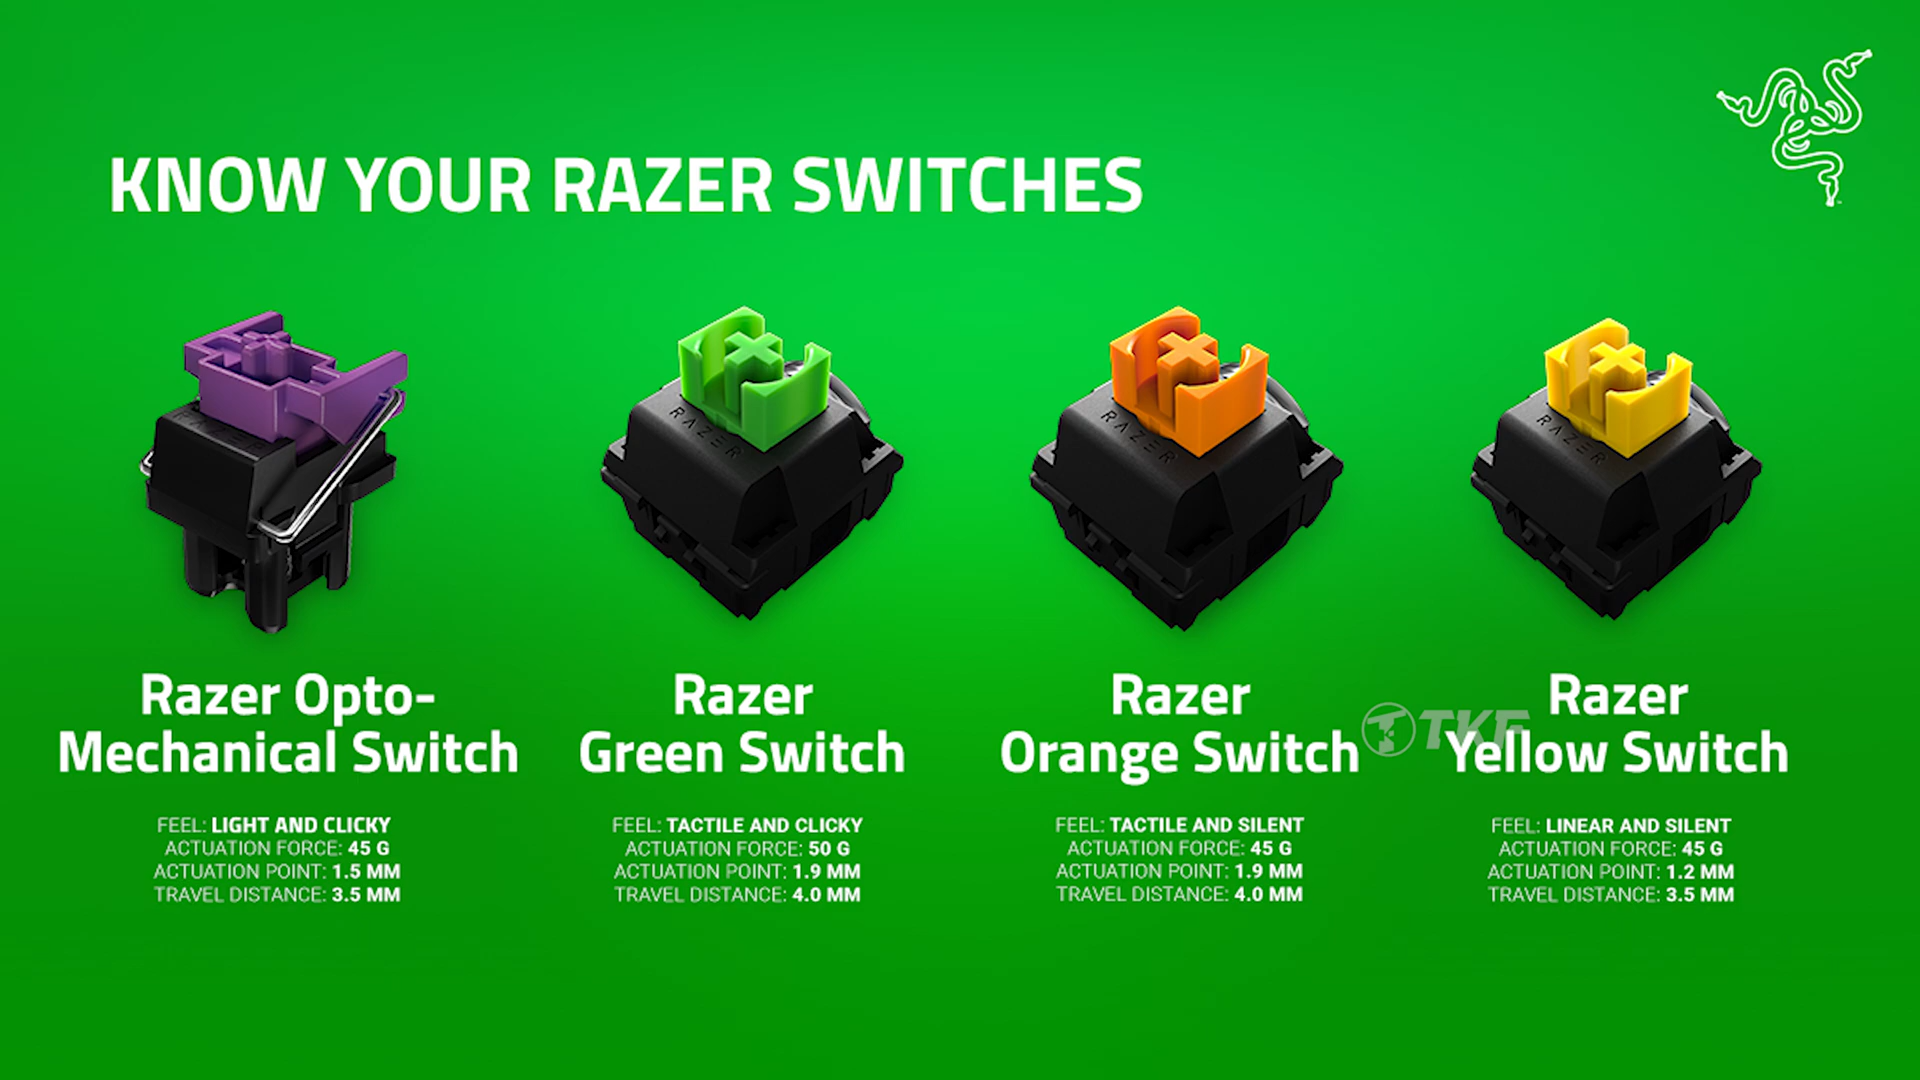 KNOW YOUR RAZER SWITCHES
RAZER
RAZER
RAZER
RAZER
Razer Opto-
Mechanical Switch
FEEL: LIGHT AND CLICKY
ACTUATION FORCE: 45 G
ACTUATION POINT: 1.5 MM
TRAVEL DISTANCE: 3.5 MM
Razer
Green Switch
FEEL: TACTILE AND CLICKY
ACTUATION FORCE: 50 G
ACTUATION POINT: 1.9 MM
TRAVEL DISTANCE: 4.0 MM
Razer
Orange Switch
FEEL: TACTILE AND SILENT
ACTUATION FORCE: 45 G
ACTUATION POINT: 1.9 MM
TRAVEL DISTANCE: 4.0 MM
TKF
Razer
Yellow Switch
FEEL: LINEAR AND SILENT
ACTUATION FORCE: 45 G
ACTUATION POINT: 1.2 MM
TRAVEL DISTANCE: 3.5 MM